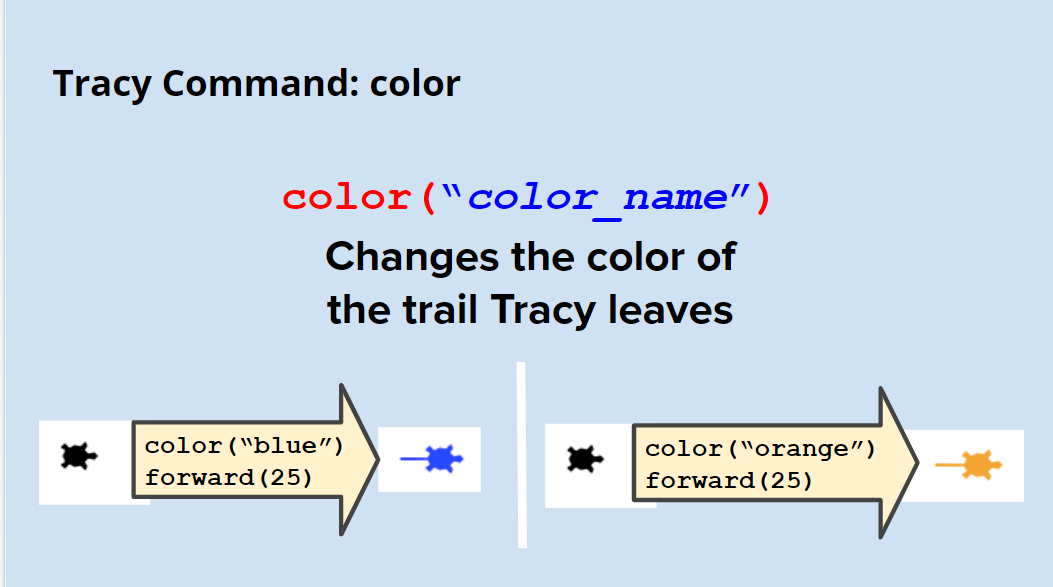 Tracy Command: color
color(“color_name”)
Changes the color of
the trail Tracy leaves
color(“blue”)
forward(25)
color(“orange”)
forward(25)